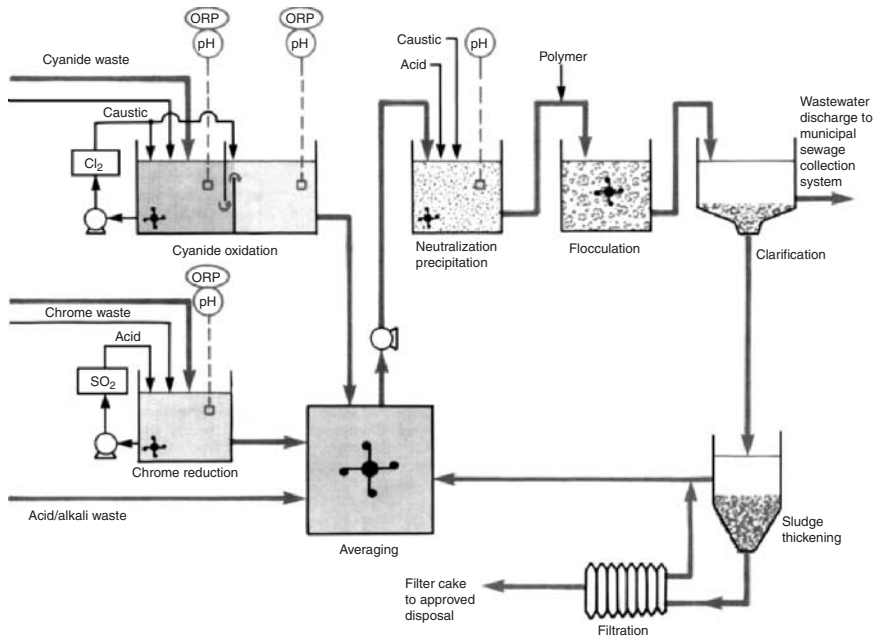 ORP
pH
ORP
pH
Cyanide waste
Caustic
Cl2
Cyanide oxidation
Caustic
Acid
pH
Neutralization
precipitation
Polymer
Flocculation
Wastewater
discharge to
municipal
sewage
collection
system
Clarification
ORP
pH
Chrome waste
Acid
SO2
Chrome reduction
Acid/alkali waste
Averaging
Sludge
thickening
Filter cake
to approved
disposal
Filtration